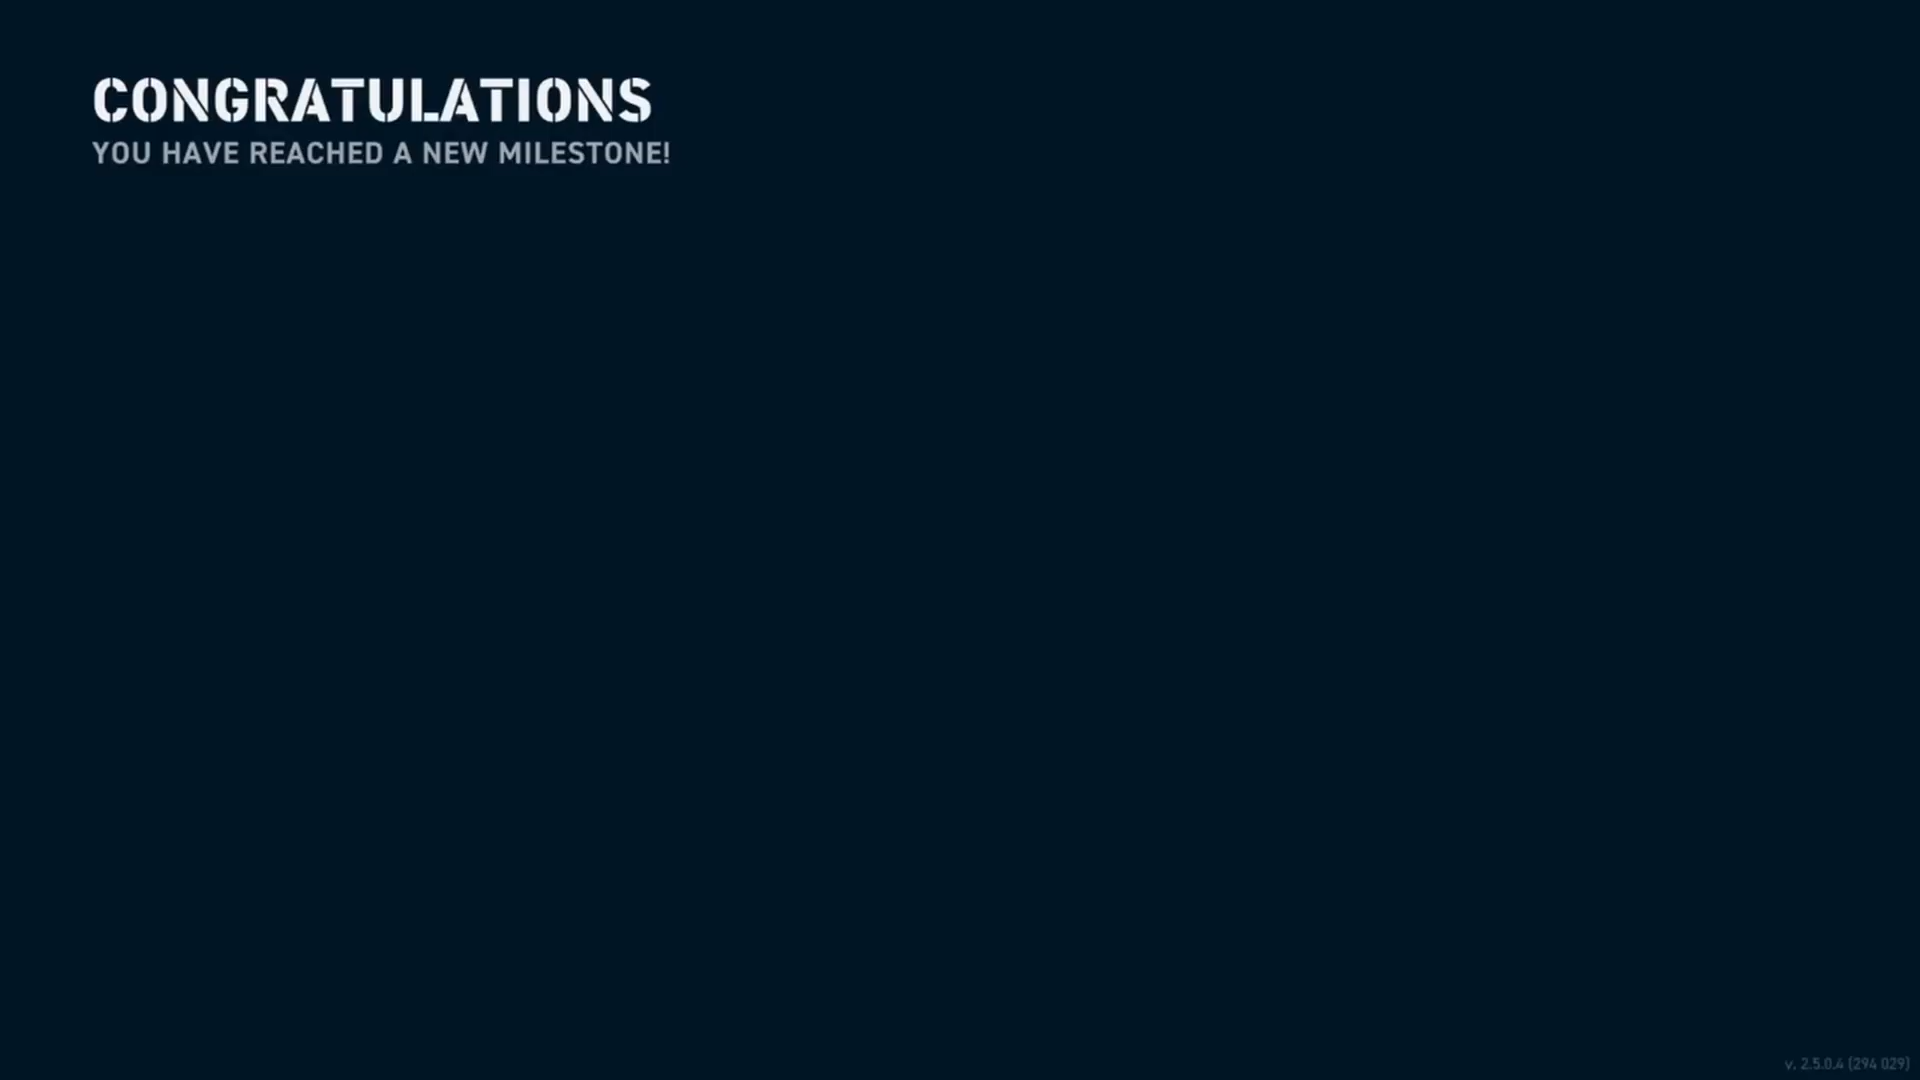 CONGRATULATIONS
YOU HAVE REACHED A NEW MILESTONE!
v. 2.5.0.4 (294 029)